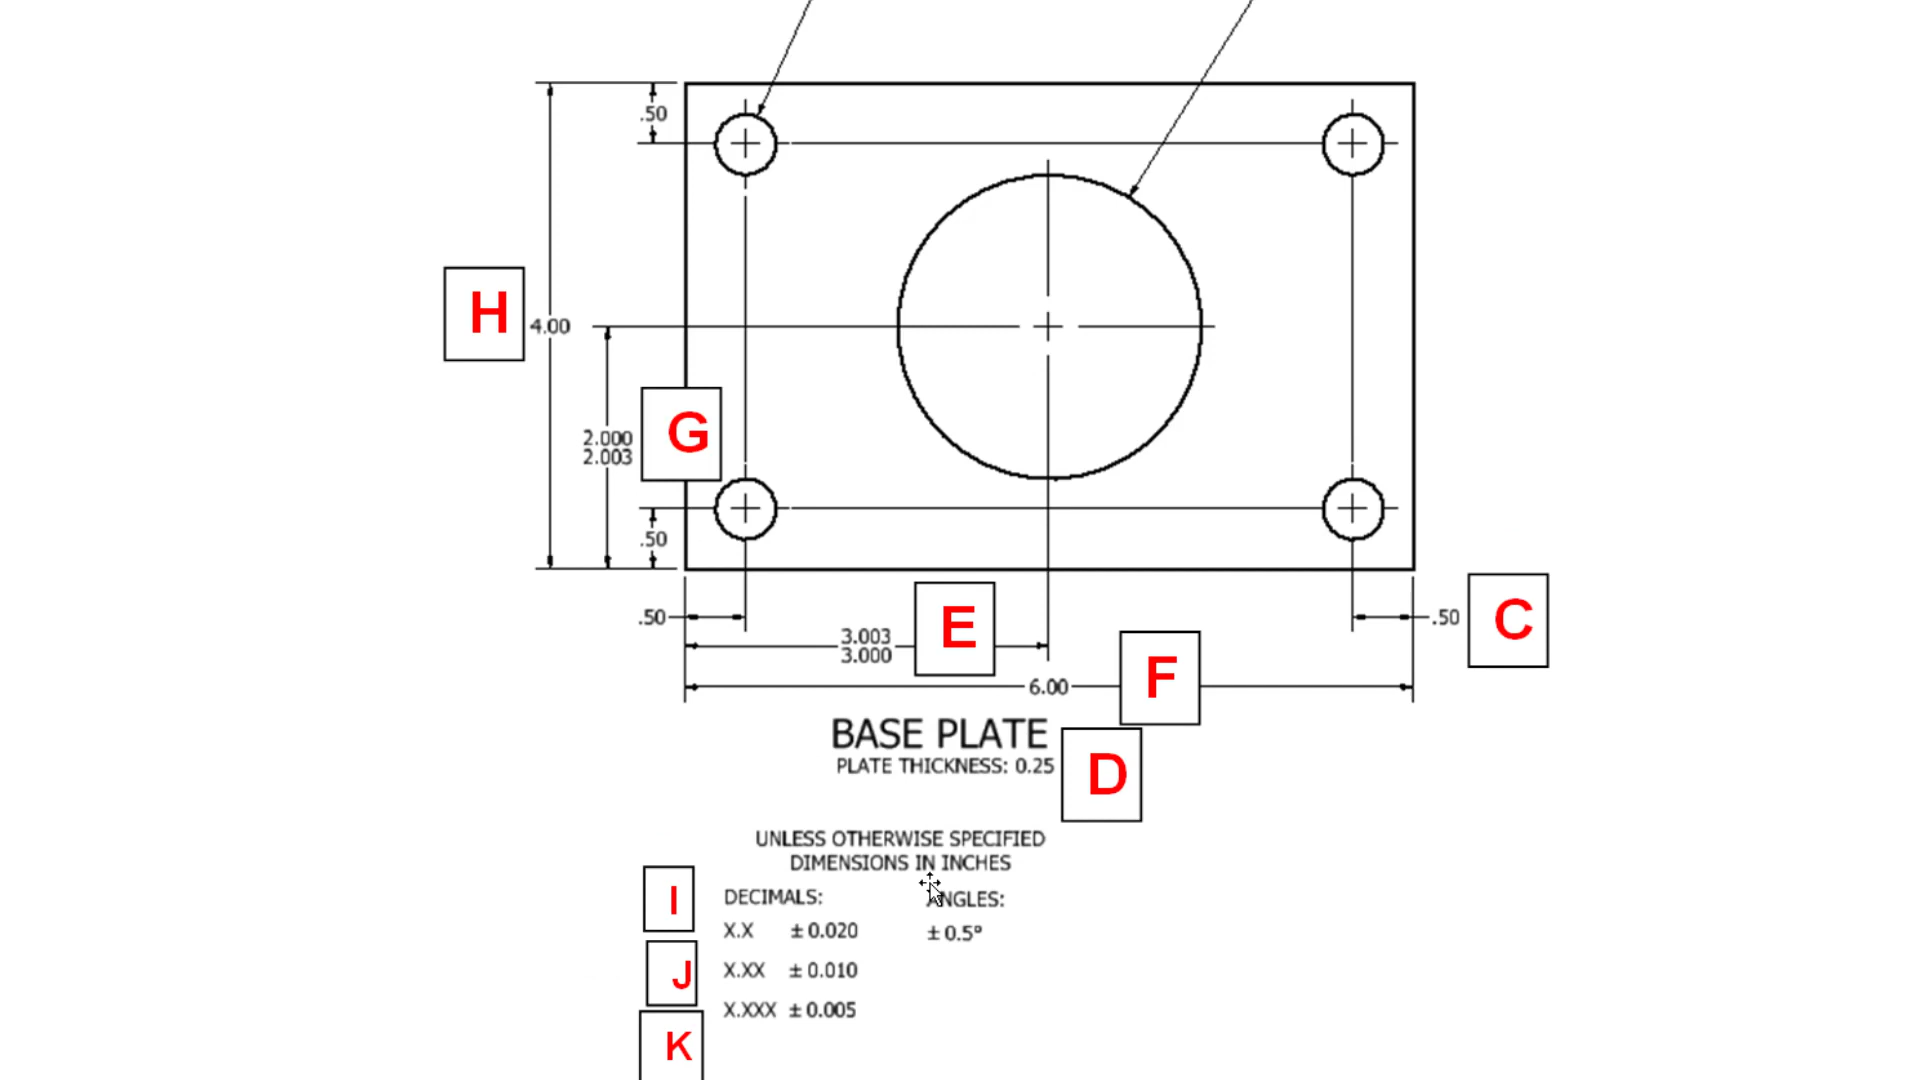 .50
H
4.00
G
2.000
2.003
.50
.50
E
C
.50
3.003
3.000
F
6.00
BASE PLATE
PLATE THICKNESS: 0.25
D
UNLESS OTHERWISE SPECIFIED
DIMENSIONS IN INCHES
I
DECIMALS:
ANGLES:
X.X ± 0.020
± 0.5°
J
X.XX ± 0.010
X.XXX ± 0.005
K